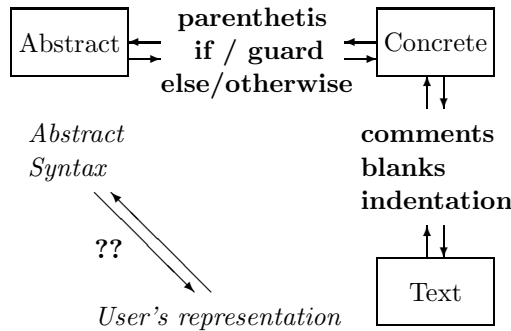 parenthetis
Abstract if / guard Concrete
else/otherwise
Abstract
Syntax
comments
blanks
indentation
??
Text
User's representation